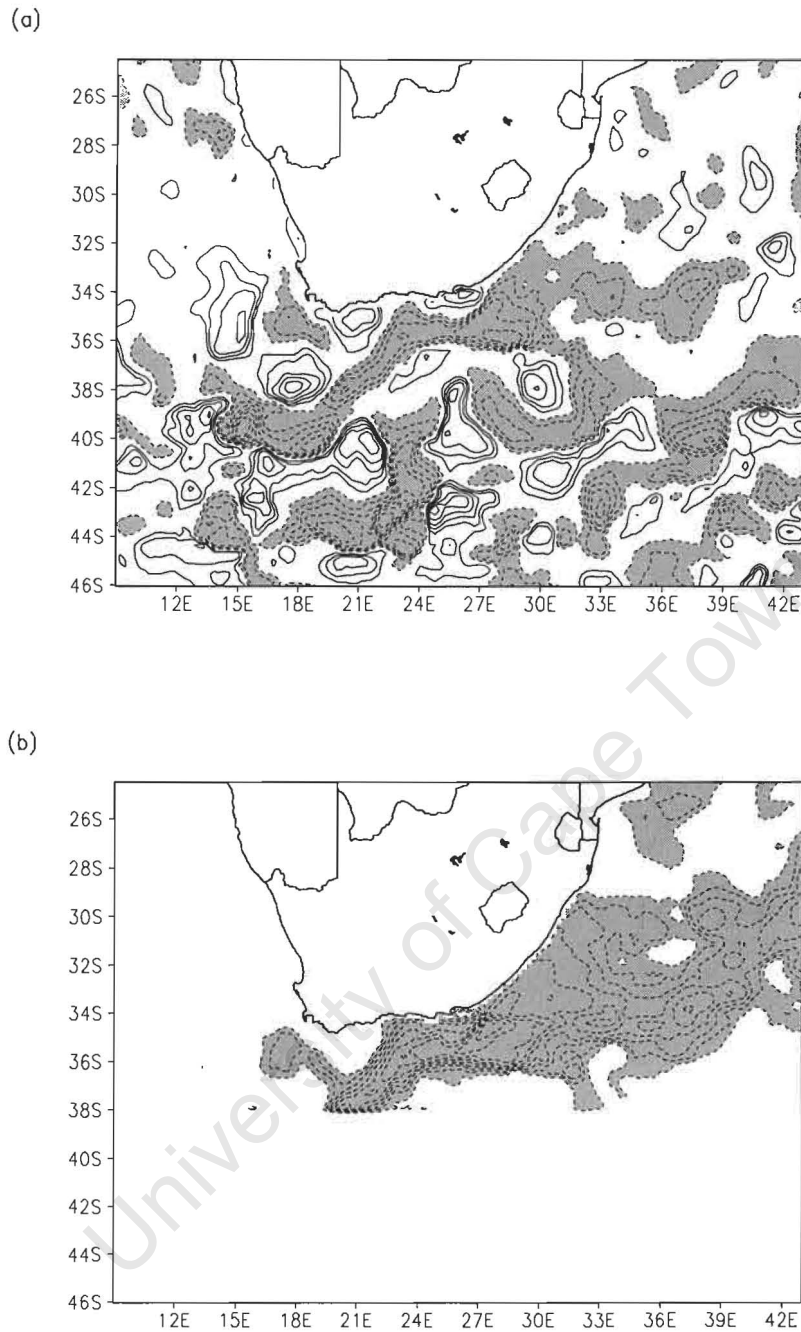 (a)
26S
28S
30S
32S
34S
36S
38S
40S
42S
44S
46S
12E 15E 18E 21E 24E 27E 30E 33E 36E 39E 42E
(b)
26S
28S
30S
32S
34S
36S
38S
40S
42S
44S
46S
12E 15E 18E 21E 24E 27E 30E 33E 36E 39E 42E
University of Cape Town